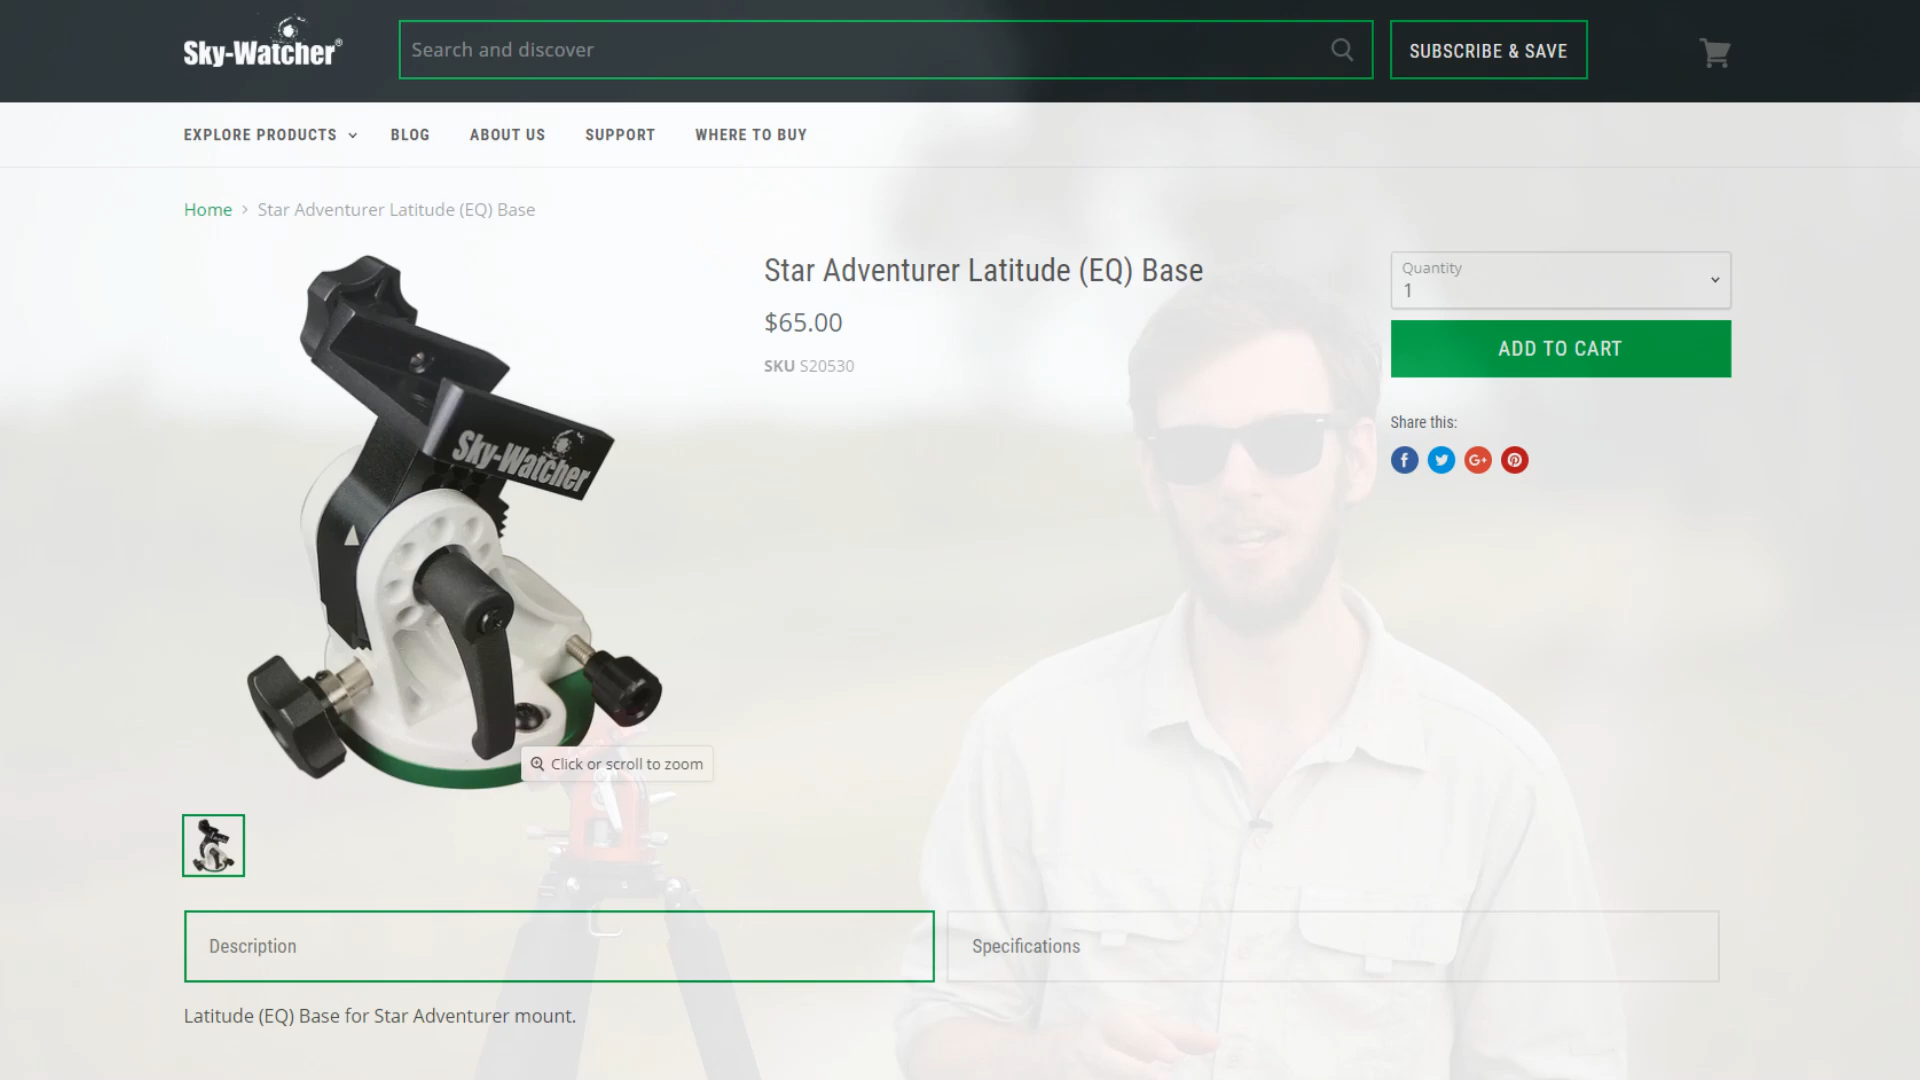 Sky-Watcher®
Search and discover
SUBSCRIBE & SAVE
EXPLORE PRODUCTS
BLOG
ABOUT US
SUPPORT
WHERE TO BUY
Home > Star Adventurer Latitude (EQ) Base
Star Adventurer Latitude (EQ) Base
$65.00
SKU S20530
Quantity
1
ADD TO CART
Share this:
f
G+
Sky-Watcher
Click or scroll to zoom
Description
Specifications
Latitude (EQ) Base for Star Adventurer mount.